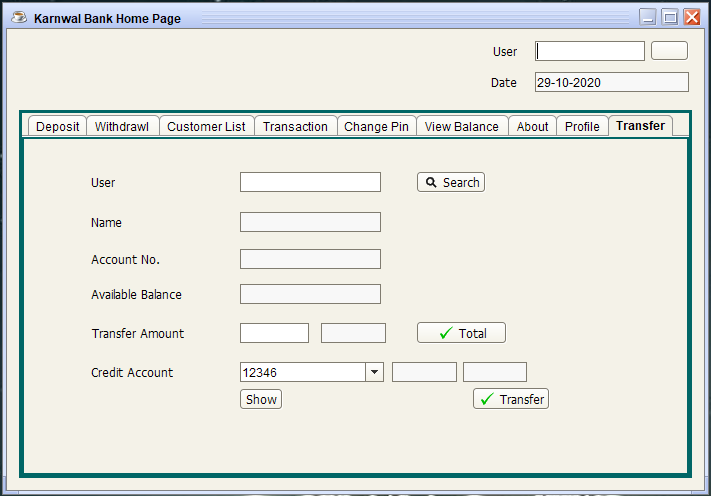 Karnwal Bank Home Page
User
Date 29-10-2020
Deposit Withdrawl Customer List Transaction Change Pin View Balance About Profile Transfer
User Search
Name
Account No.
Available Balance
Transfer Amount Total
Credit Account 12346
Show Transfer